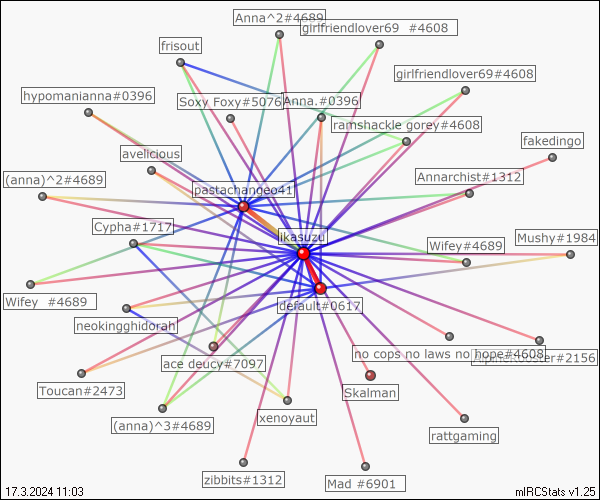 Anna^2#4689
girlfriendlover69 #4608
frisout
girlfriendlover69#4608
hypomanianna#0396
Soxy Foxy#5076
Anna.#0396
ramshackle gorey#4608
fakedingo
avelicious
(anna)^2#4689
pastachangeo41
Annarchist#1312
Cypha#1717
ikasuzu
Wifey#4689
Mushy#1984
Wifey #4689
default#0617
neokingghidorah
ace deucy#7097
no cops no laws no hope#4608
#2156
Toucan#2473
Skalman
(anna)^3#4689
xenoyaut
rattgaming
zibbits#1312
Mad #6901
17.3.2024 11:03
mIRCStats v1.25